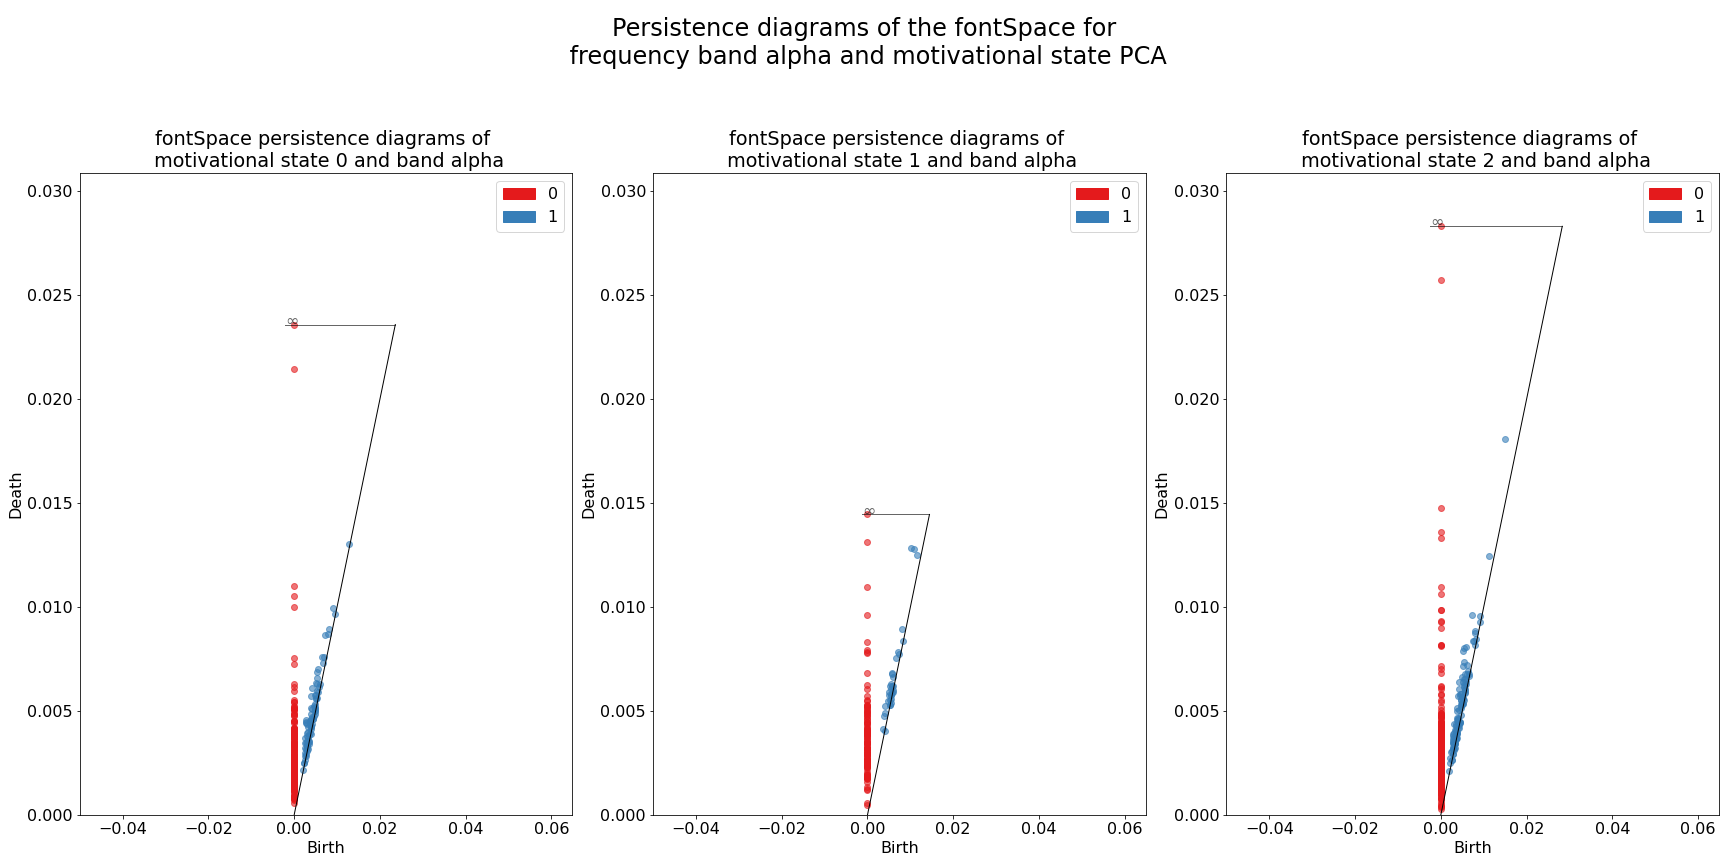 Persistence diagrams of the fontSpace for
frequency band alpha and motivational state PCA
fontSpace persistence diagrams of
motivational state 0 and band alpha
0.030
0.025
0.020
0.015
0.010
0.005
0.000
Death
∞
0
1
−0.04 −0.02 0.00 0.02 0.04 0.06
Birth
fontSpace persistence diagrams of
motivational state 1 and band alpha
0.030
0.025
0.020
0.015
0.010
0.005
0.000
Death
∞
0
1
−0.04 −0.02 0.00 0.02 0.04 0.06
Birth
fontSpace persistence diagrams of
motivational state 2 and band alpha
0.030
0.025
0.020
0.015
0.010
0.005
0.000
Death
∞
0
1
−0.04 −0.02 0.00 0.02 0.04 0.06
Birth